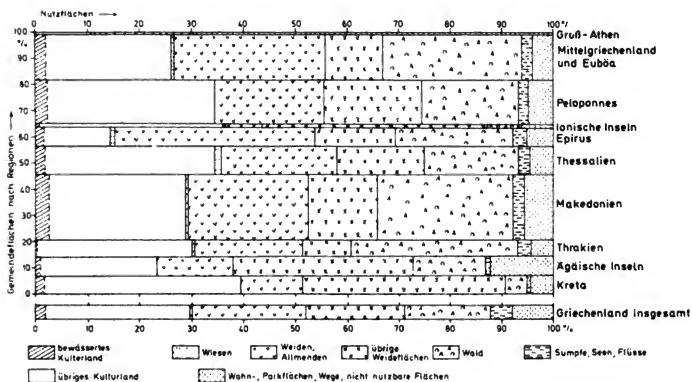 Nutzflächen →
0 10 20 30 40 50 60 70 80 90 100 %
100
%
90
80
70
60
50
40
30
20
10
0
Gemeindeflächen nach Regionen →
Gruß-Athen
Mittelgriechenland
und Euböa
Peloponnes
Ionische Inseln
Epirus
Thessalien
Makedonien
Thrakien
Ägäische Inseln
Kreta
Griechenland insgesamt
0 10 20 30 40 50 60 70 80 90 100
%
bewässertes
Kulterland
Wiesen
Weiden,
Allmenden
übrige
Weideflächen
Wald
Sumpfe, Seen, Flüsse
übriges Kulturland
Wohn-, Parkflächen, Wege, nicht nutzbare Flächen